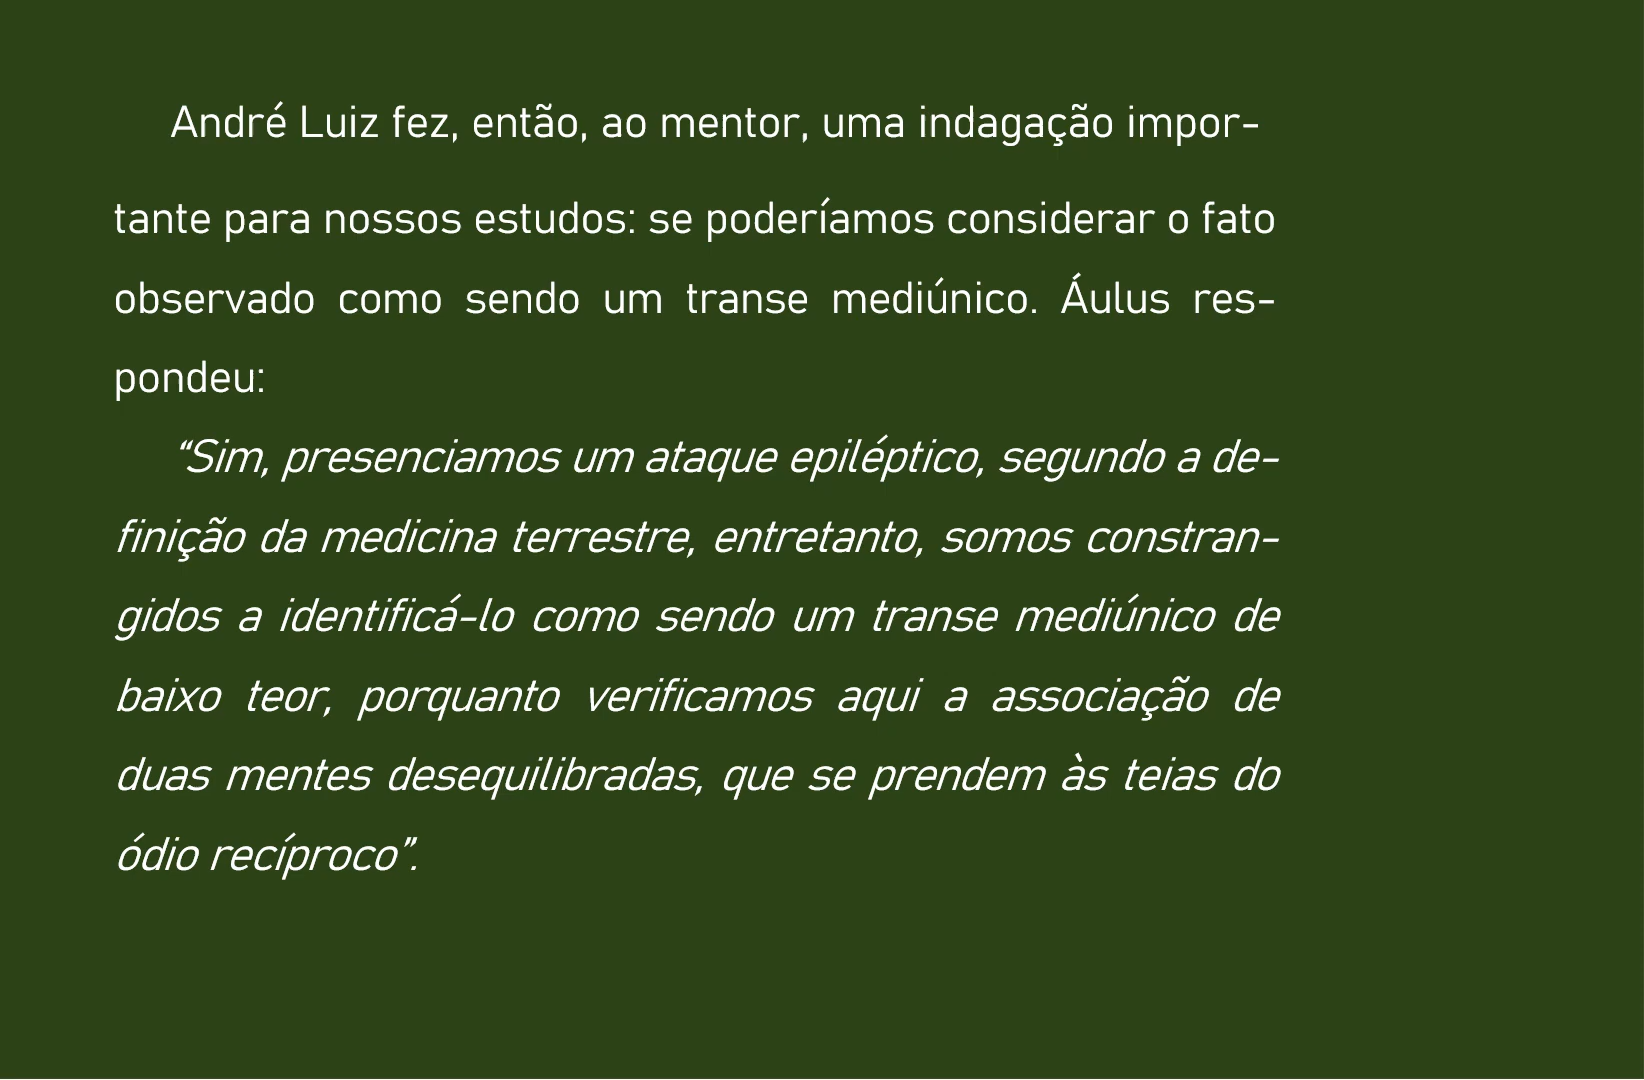 André Luiz fez, então, ao mentor, uma indagação impor-
tante para nossos estudos: se poderíamos considerar o fato
observado como sendo um transe mediúnico. Áulus res-
pondeu:
“Sim, presenciamos um ataque epiléptico, segundo a de-
finição da medicina terrestre, entretanto, somos constran-
gidos a identificá-lo como sendo um transe mediúnico de
baixo teor, porquanto verificamos aqui a associação de
duas mentes desequilibradas, que se prendem às teias do
ódio recíproco”.